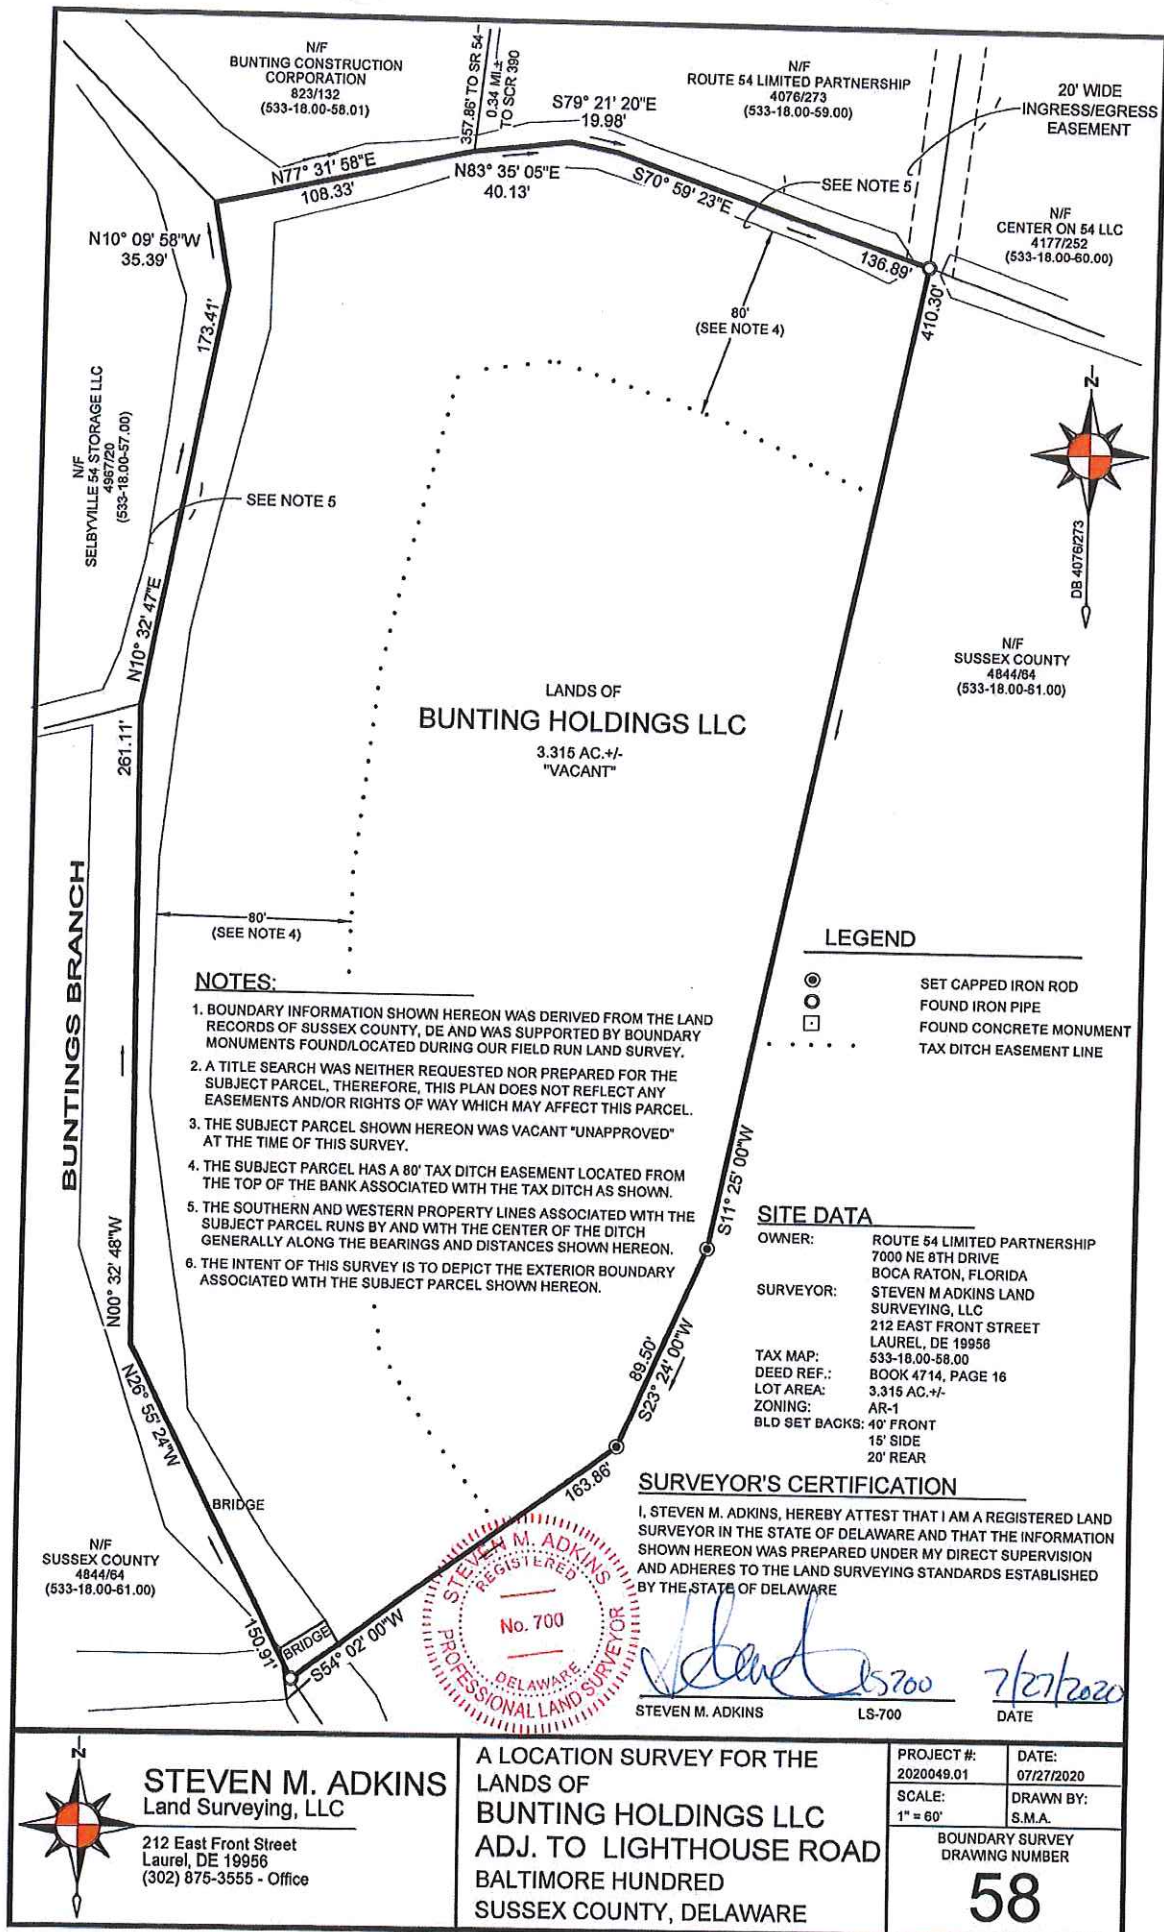 N/F
BUNTING CONSTRUCTION
CORPORATION
823/132
(533-18.00-58.01)
357.86' TO SR 54
0.34 MI.±
TO SCR 390
N/F
ROUTE 54 LIMITED PARTNERSHIP
4076/273
(533-18.00-59.00)
20' WIDE
INGRESS/EGRESS
EASEMENT
S79° 21' 20"E
19.98'
N77° 31' 58"E
108.33'
N83° 35' 05"E
40.13'
S70° 59' 23"E
136.89'
SEE NOTE 5
N/F
CENTER ON 54 LLC
4177/252
(533-18.00-60.00)
N10° 09' 58"W
35.39'
173.41'
80'
(SEE NOTE 4)
410.30'
N/F
SELBYVILLE 54 STORAGE LLC
4967/20
(533-18.00-57.00)
SEE NOTE 5
N
DB 4076/273
N10° 32' 47"E
N/F
SUSSEX COUNTY
4844/64
(533-18.00-61.00)
LANDS OF
BUNTING HOLDINGS LLC
3.315 AC.+/-
"VACANT"
261.11'
BUNTINGS BRANCH
80'
(SEE NOTE 4)
LEGEND
SET CAPPED IRON ROD
FOUND IRON PIPE
FOUND CONCRETE MONUMENT
TAX DITCH EASEMENT LINE
NOTES:
1. BOUNDARY INFORMATION SHOWN HEREON WAS DERIVED FROM THE LAND
RECORDS OF SUSSEX COUNTY, DE AND WAS SUPPORTED BY BOUNDARY
MONUMENTS FOUND/LOCATED DURING OUR FIELD RUN LAND SURVEY.
2. A TITLE SEARCH WAS NEITHER REQUESTED NOR PREPARED FOR THE
SUBJECT PARCEL, THEREFORE, THIS PLAN DOES NOT REFLECT ANY
EASEMENTS AND/OR RIGHTS OF WAY WHICH MAY AFFECT THIS PARCEL.
3. THE SUBJECT PARCEL SHOWN HEREON WAS VACANT "UNAPPROVED"
AT THE TIME OF THIS SURVEY.
4. THE SUBJECT PARCEL HAS A 80' TAX DITCH EASEMENT LOCATED FROM
THE TOP OF THE BANK ASSOCIATED WITH THE TAX DITCH AS SHOWN.
5. THE SOUTHERN AND WESTERN PROPERTY LINES ASSOCIATED WITH THE
SUBJECT PARCEL RUNS BY AND WITH THE CENTER OF THE DITCH
GENERALLY ALONG THE BEARINGS AND DISTANCES SHOWN HEREON.
6. THE INTENT OF THIS SURVEY IS TO DEPICT THE EXTERIOR BOUNDARY
ASSOCIATED WITH THE SUBJECT PARCEL SHOWN HEREON.
S11° 25' 00"W
N00° 32' 48"W
SITE DATA
OWNER: ROUTE 54 LIMITED PARTNERSHIP
7000 NE 8TH DRIVE
BOCA RATON, FLORIDA
SURVEYOR: STEVEN M ADKINS LAND
SURVEYING, LLC
212 EAST FRONT STREET
LAUREL, DE 19956
TAX MAP: 533-18.00-58.00
DEED REF.: BOOK 4714, PAGE 16
LOT AREA: 3.315 AC.+/-
ZONING: AR-1
BLD SET BACKS: 40' FRONT
15' SIDE
20' REAR
89.50'
S23° 24' 00"W
N26° 55' 24"W
163.86'
BRIDGE
N/F
SUSSEX COUNTY
4844/64
(533-18.00-61.00)
150.91'
BRIDGE
S54° 02' 00"W
SURVEYOR'S CERTIFICATION
I, STEVEN M. ADKINS, HEREBY ATTEST THAT I AM A REGISTERED LAND
SURVEYOR IN THE STATE OF DELAWARE AND THAT THE INFORMATION
SHOWN HEREON WAS PREPARED UNDER MY DIRECT SUPERVISION
AND ADHERES TO THE LAND SURVEYING STANDARDS ESTABLISHED
BY THE STATE OF DELAWARE
STEVEN M. ADKINS
REGISTERED
No. 700
DELAWARE
PROFESSIONAL LAND SURVEYOR
LS700
7/27/2020
STEVEN M. ADKINS LS-700 DATE
N
STEVEN M. ADKINS
Land Surveying, LLC
212 East Front Street
Laurel, DE 19956
(302) 875-3555 - Office
A LOCATION SURVEY FOR THE
LANDS OF
BUNTING HOLDINGS LLC
ADJ. TO LIGHTHOUSE ROAD
BALTIMORE HUNDRED
SUSSEX COUNTY, DELAWARE
PROJECT #:
2020049.01
DATE:
07/27/2020
SCALE:
1" = 60'
DRAWN BY:
S.M.A.
BOUNDARY SURVEY
DRAWING NUMBER
58